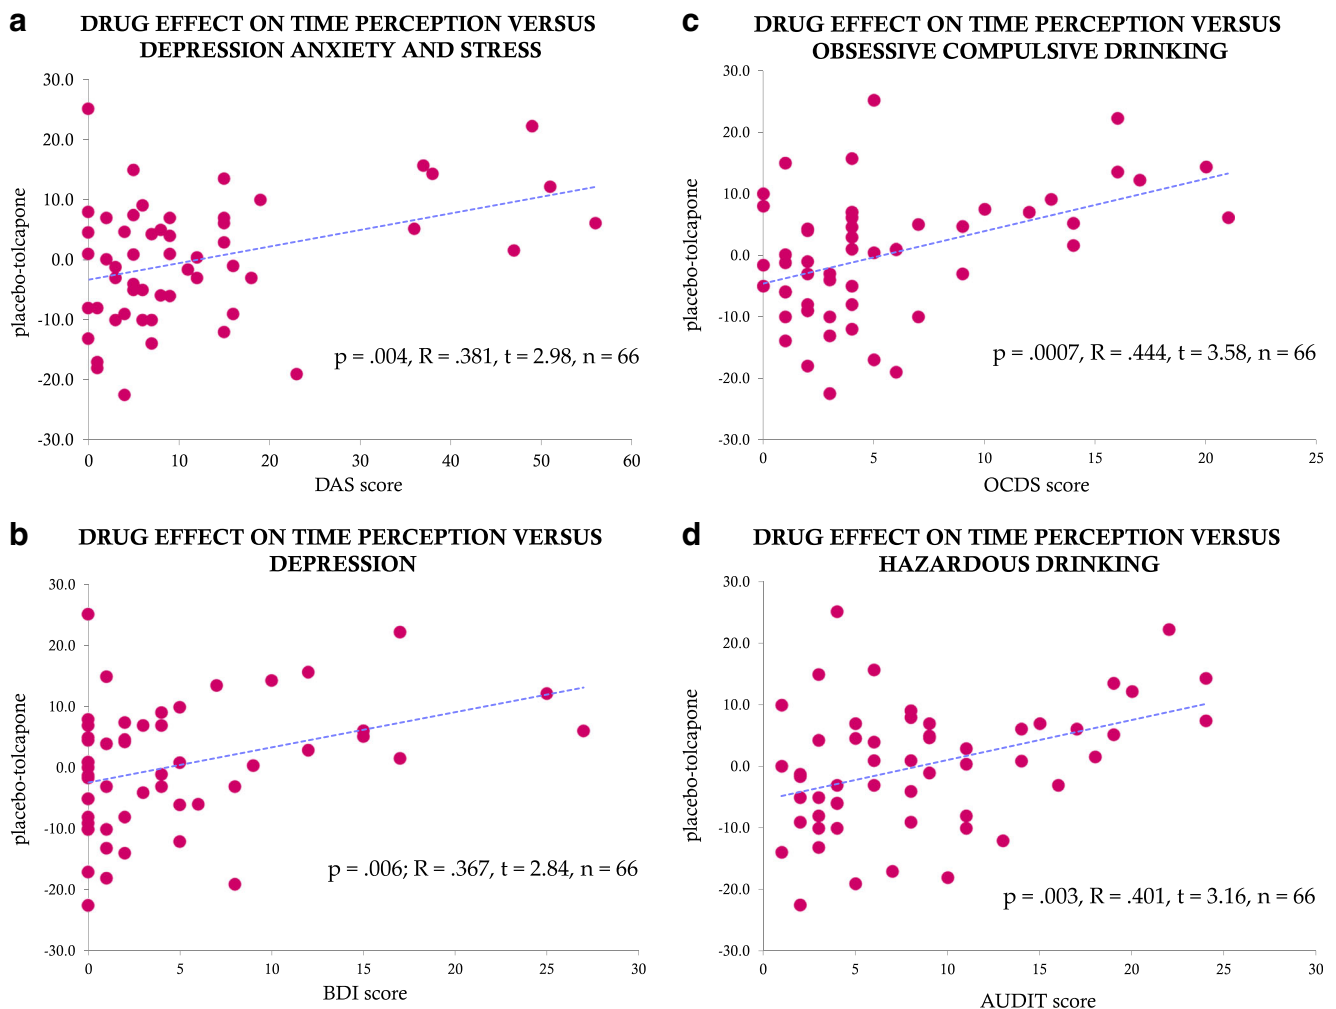 a
DRUG EFFECT ON TIME PERCEPTION VERSUS
DEPRESSION ANXIETY AND STRESS
30.0
20.0
10.0
0.0
-10.0
-20.0
-30.0
placebo-tolcapone
p = .004, R = .381, t = 2.98, n = 66
0 10 20 30 40 50 60
DAS score
b
DRUG EFFECT ON TIME PERCEPTION VERSUS
DEPRESSION
30.0
20.0
10.0
0.0
-10.0
-20.0
-30.0
placebo-tolcapone
p = .006; R = .367, t = 2.84, n = 66
0 5 10 15 20 25 30
BDI score
c
DRUG EFFECT ON TIME PERCEPTION VERSUS
OBSESSIVE COMPULSIVE DRINKING
30.0
20.0
10.0
0.0
-10.0
-20.0
-30.0
placebo-tolcapone
p = .0007, R = .444, t = 3.58, n = 66
0 5 10 15 20 25
OCDS score
d
DRUG EFFECT ON TIME PERCEPTION VERSUS
HAZARDOUS DRINKING
30.0
20.0
10.0
0.0
-10.0
-20.0
-30.0
placebo-tolcapone
p = .003, R = .401, t = 3.16, n = 66
0 5 10 15 20 25 30
AUDIT score